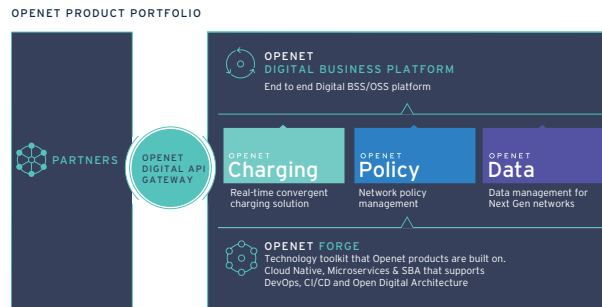 OPENET PRODUCT PORTFOLIO
OPENET
DIGITAL BUSINESS PLATFORM
End to end Digital BSS/OSS platform
PARTNERS
OPENET
DIGITAL API
GATEWAY
OPENET
Charging
Real-time convergent
charging solution
OPENET
Policy
Network policy
management
OPENET
Data
Data management for
Next Gen networks
OPENET FORGE
Technology toolkit that Openet products are built on.
Cloud Native, Microservices & SBA that supports
DevOps, CI/CD and Open Digital Architecture